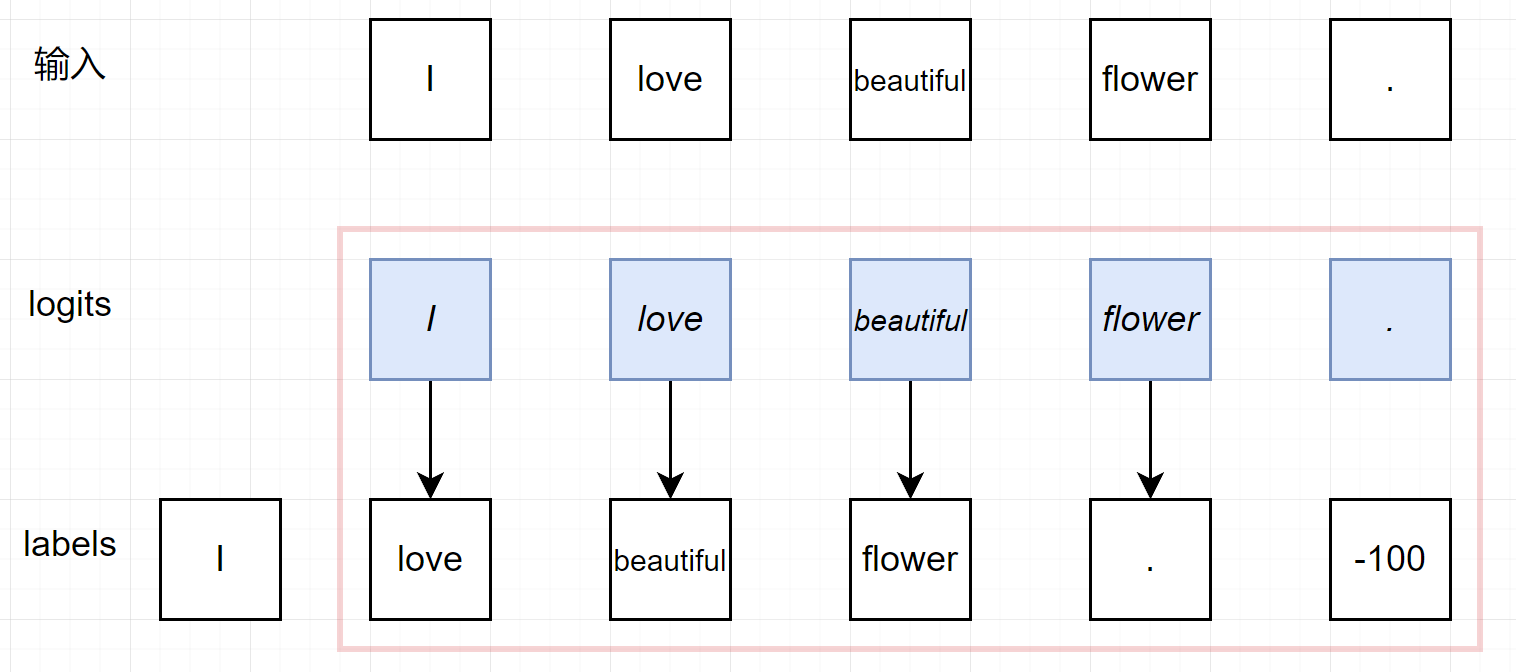 输入 I love beautiful flower .
logits I love beautiful flower .
labels I love beautiful flower . -100